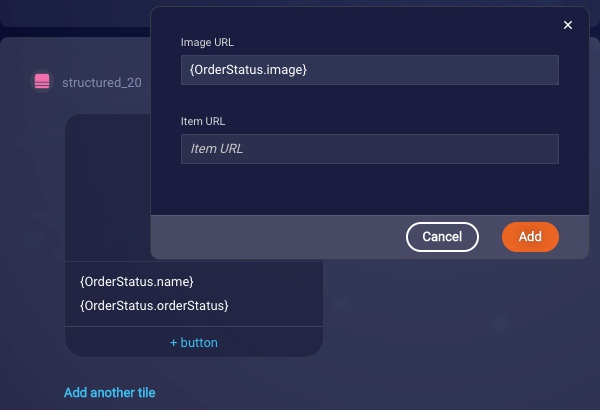 ×
Image URL
{OrderStatus.image}
structured_20
Item URL
Item URL
Cancel
Add
{OrderStatus.name}
{OrderStatus.orderStatus}
+ button
Add another tile